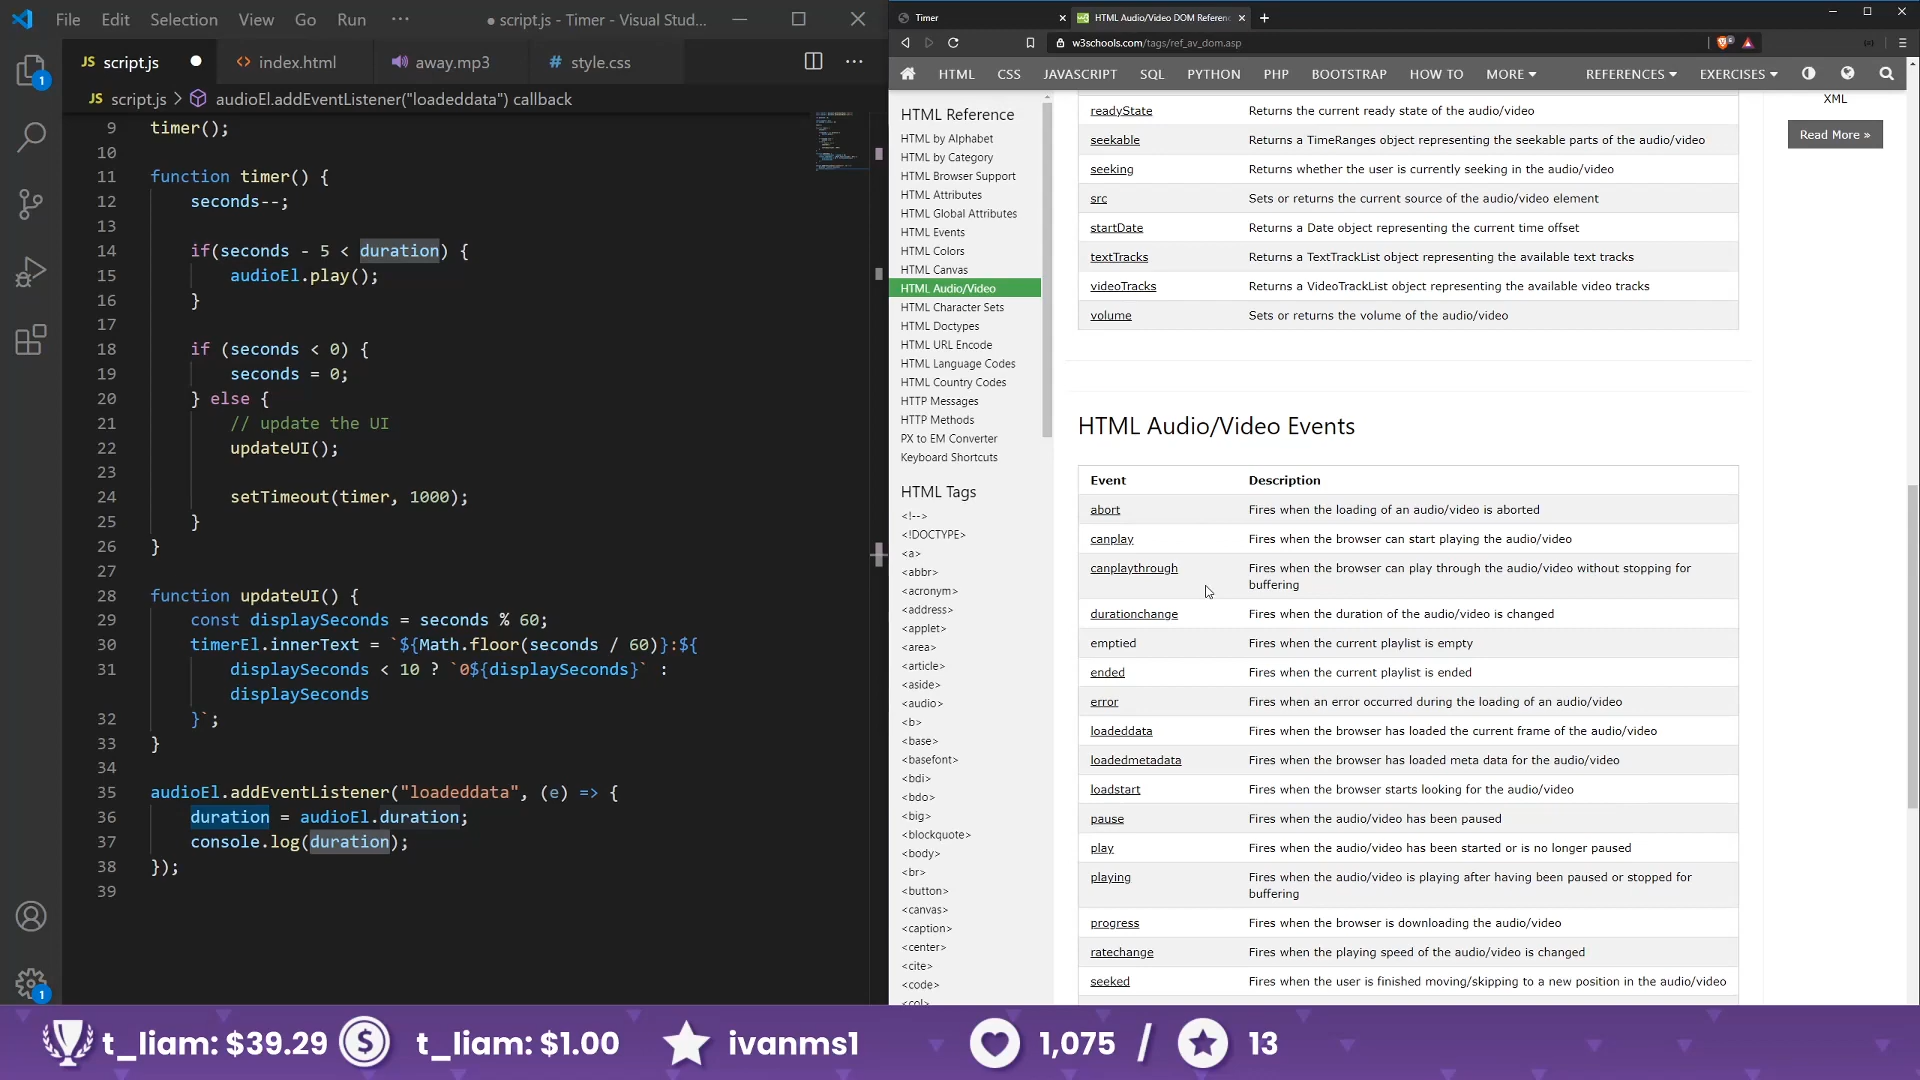 File Edit Selection View Go Run ··· ● script.js - Timer - Visual Stud...
1
JS script.js ● <> index.html away.mp3 # style.css
JS script.js > audioEl.addEventListener("loadeddata") callback
9 timer();
10
11 function timer() {
12 seconds--;
13
14 if(seconds - 5 < duration) {
15 audioEl.play();
16 }
17
18 if (seconds < 0) {
19 seconds = 0;
20 } else {
21 // update the UI
22 updateUI();
23
24 setTimeout(timer, 1000);
25 }
26 }
27
28 function updateUI() {
29 const displaySeconds = seconds % 60;
30 timerEl.innerText = `${Math.floor(seconds / 60)}:${
31 displaySeconds < 10 ? `0${displaySeconds}` :
displaySeconds
32 }`;
33 }
34
35 audioEl.addEventListener("loadeddata", (e) => {
36 duration = audioEl.duration;
37 console.log(duration);
38 });
39
1
Timer HTML Audio/Video DOM Referen
w3schools.com/tags/ref_av_dom.asp
HTML CSS JAVASCRIPT SQL PYTHON PHP BOOTSTRAP HOW TO MORE REFERENCES EXERCISES
HTML Reference
HTML by Alphabet
HTML by Category
HTML Browser Support
HTML Attributes
HTML Global Attributes
HTML Events
HTML Colors
HTML Canvas
HTML Audio/Video
HTML Character Sets
HTML Doctypes
HTML URL Encode
HTML Language Codes
HTML Country Codes
HTTP Messages
HTTP Methods
PX to EM Converter
Keyboard Shortcuts
HTML Tags
<!-->
<!DOCTYPE>
<a>
<abbr>
<acronym>
<address>
<applet>
<area>
<article>
<aside>
<audio>
<b>
<base>
<basefont>
<bdi>
<bdo>
<big>
<blockquote>
<body>
<br>
<button>
<canvas>
<caption>
<center>
<cite>
<code>
<col>
readyState Returns the current ready state of the audio/video
seekable Returns a TimeRanges object representing the seekable parts of the audio/video
seeking Returns whether the user is currently seeking in the audio/video
src Sets or returns the current source of the audio/video element
startDate Returns a Date object representing the current time offset
textTracks Returns a TextTrackList object representing the available text tracks
videoTracks Returns a VideoTrackList object representing the available video tracks
volume Sets or returns the volume of the audio/video
HTML Audio/Video Events
Event Description
abort Fires when the loading of an audio/video is aborted
canplay Fires when the browser can start playing the audio/video
canplaythrough Fires when the browser can play through the audio/video without stopping for
buffering
durationchange Fires when the duration of the audio/video is changed
emptied Fires when the current playlist is empty
ended Fires when the current playlist is ended
error Fires when an error occurred during the loading of an audio/video
loadeddata Fires when the browser has loaded the current frame of the audio/video
loadedmetadata Fires when the browser has loaded meta data for the audio/video
loadstart Fires when the browser starts looking for the audio/video
pause Fires when the audio/video has been paused
play Fires when the audio/video has been started or is no longer paused
playing Fires when the audio/video is playing after having been paused or stopped for
buffering
progress Fires when the browser is downloading the audio/video
ratechange Fires when the playing speed of the audio/video is changed
seeked Fires when the user is finished moving/skipping to a new position in the audio/video
XML
Read More »
t_liam: $39.29 $ t_liam: $1.00 ivanms1 1,075 / 13